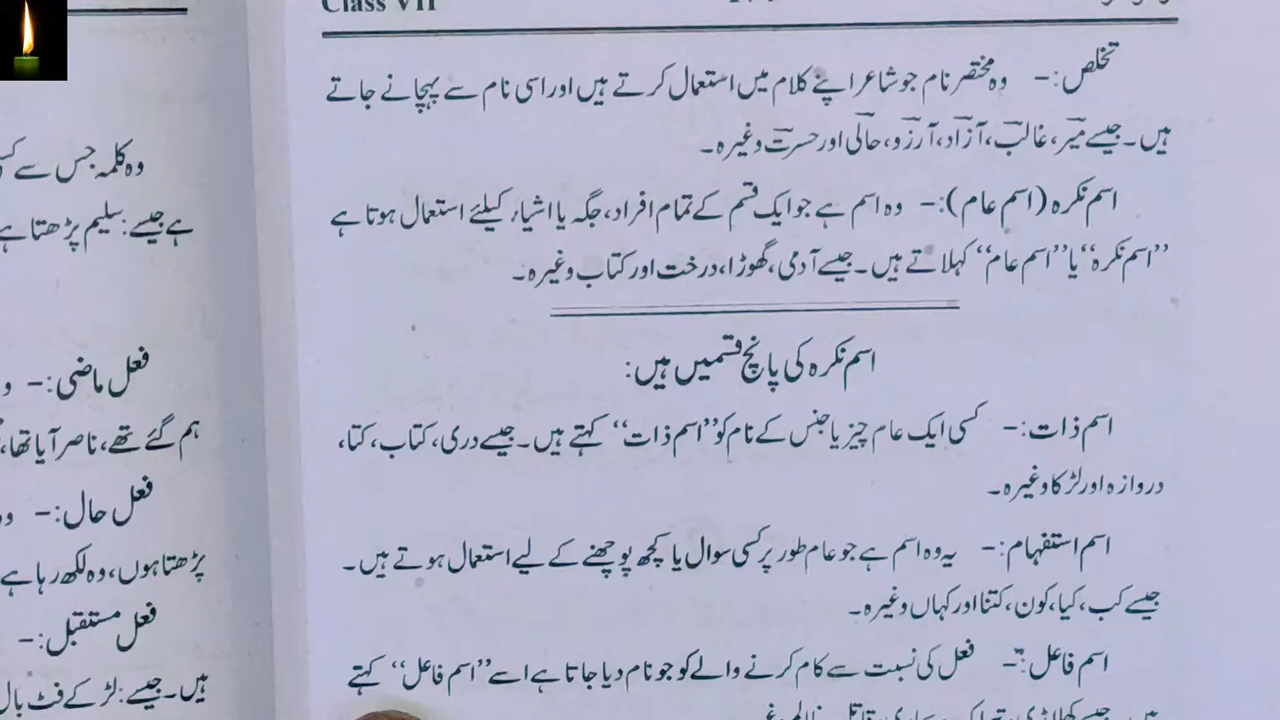 Class VII
تخلص:- وہ مختصر نام جو شاعر اپنے کلام میں استعمال کرتے ہیں اور اسی نام سے پہچانے جاتے
ہیں۔ جیسے میرؔ، غالبؔ، آزادؔ، آرزوؔ، حالیؔ اور حسرتؔ وغیرہ۔
اسم نکرہ (اسم عام):- وہ اسم ہے جو ایک قسم کے تمام افراد، جگہ یا اشیاء کیلئے استعمال ہوتا ہے
”اسم نکرہ“ یا ”اسم عام“ کہلاتے ہیں۔ جیسے آدمی، گھوڑا، درخت اور کتاب وغیرہ۔
اسم نکرہ کی پانچ قسمیں ہیں:
اسم ذات:- کسی ایک عام چیز یا جنس کے نام کو ”اسم ذات“ کہتے ہیں۔ جیسے دری، کتاب، کتا،
دروازہ اور لڑکا وغیرہ۔
اسم استفہام:- یہ وہ اسم ہے جو عام طور پر کسی سوال یا کچھ پوچھنے کے لیے استعمال ہوتے ہیں۔
جیسے کب، کیا، کون، کتنا اور کہاں وغیرہ۔
اسم فاعل:- فعل کی نسبت سے کام کرنے والے کو جو نام دیا جاتا ہے اسے ”اسم فاعل“ کہتے
وہ کلمہ جس سے
ہے جیسے: سلیم پڑھتا ہے
فعل ماضی:-
ہم گئے تھے، ناصر آیا تھا،
فعل حال:-
پڑھتا ہوں، وہ لکھ رہا ہے
فعل مستقبل:-
ہیں۔ جیسے: لڑکے فٹ بال